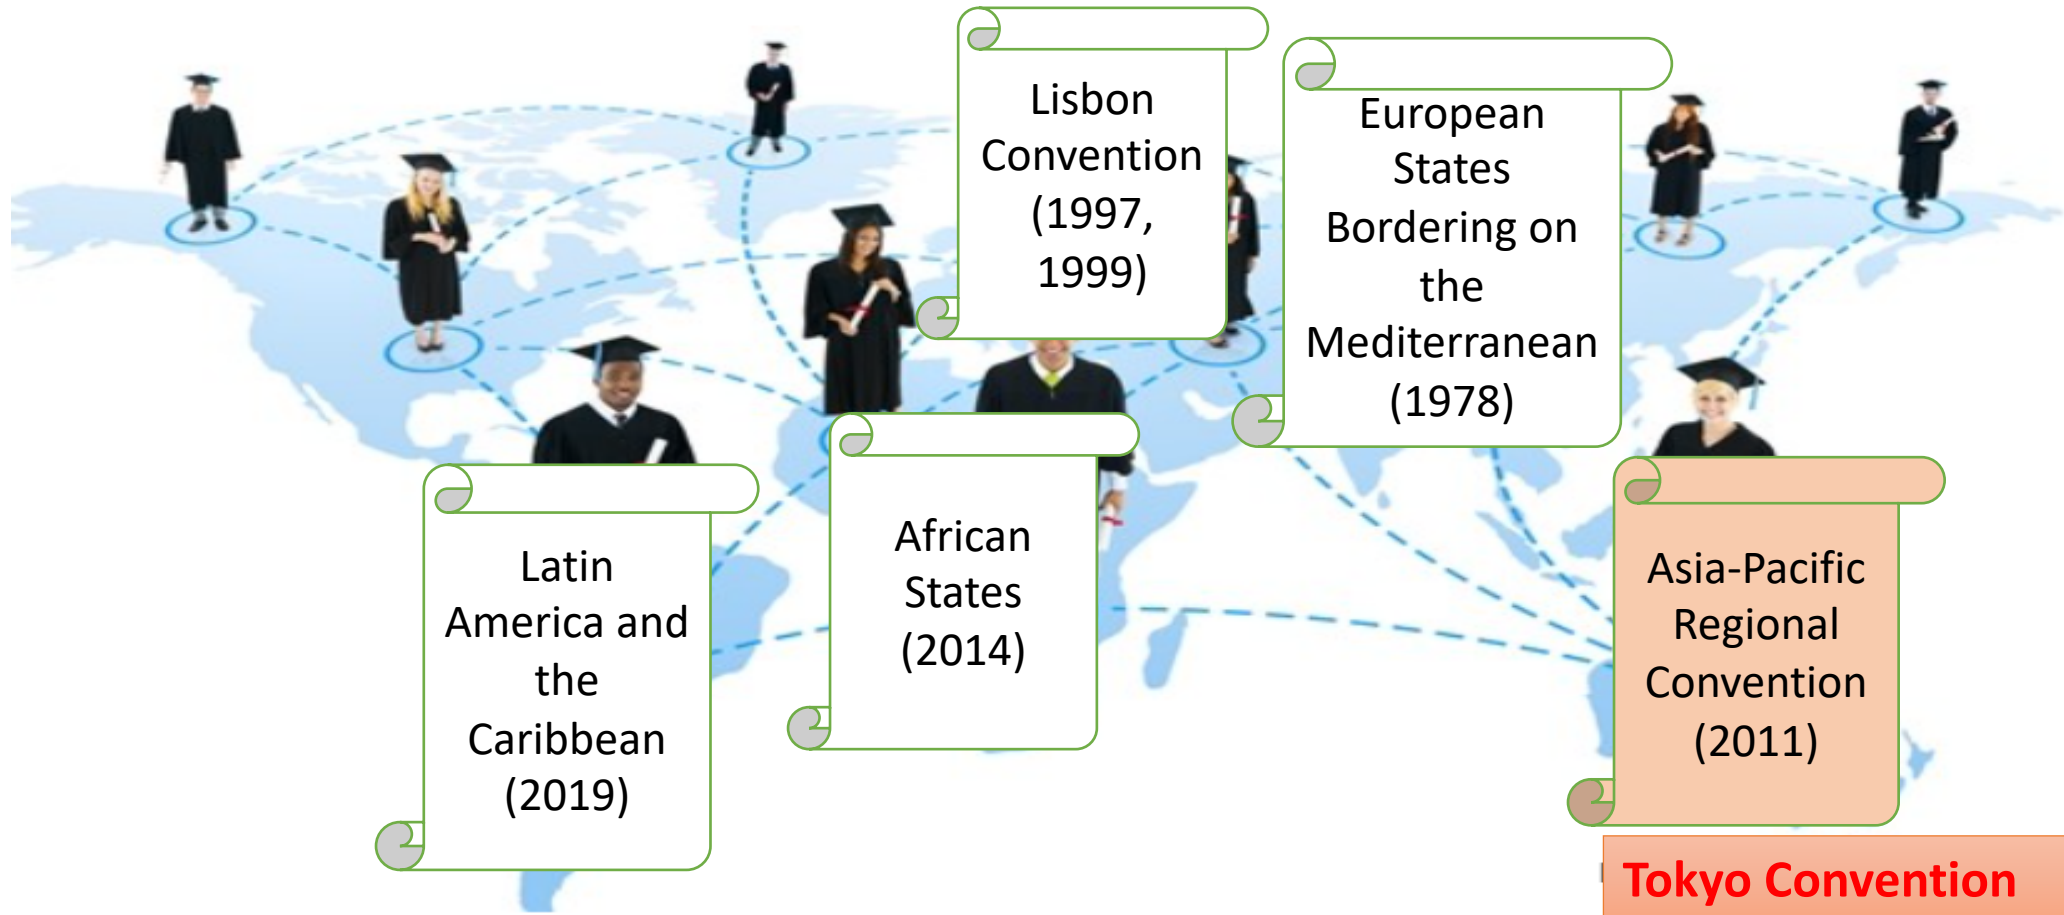 Lisbon
Convention
(1997,
1999)
European
States
Bordering on
the
Mediterranean
(1978)
Latin
America and
the
Caribbean
(2019)
African
States
(2014)
Asia-Pacific
Regional
Convention
(2011)
Tokyo Convention